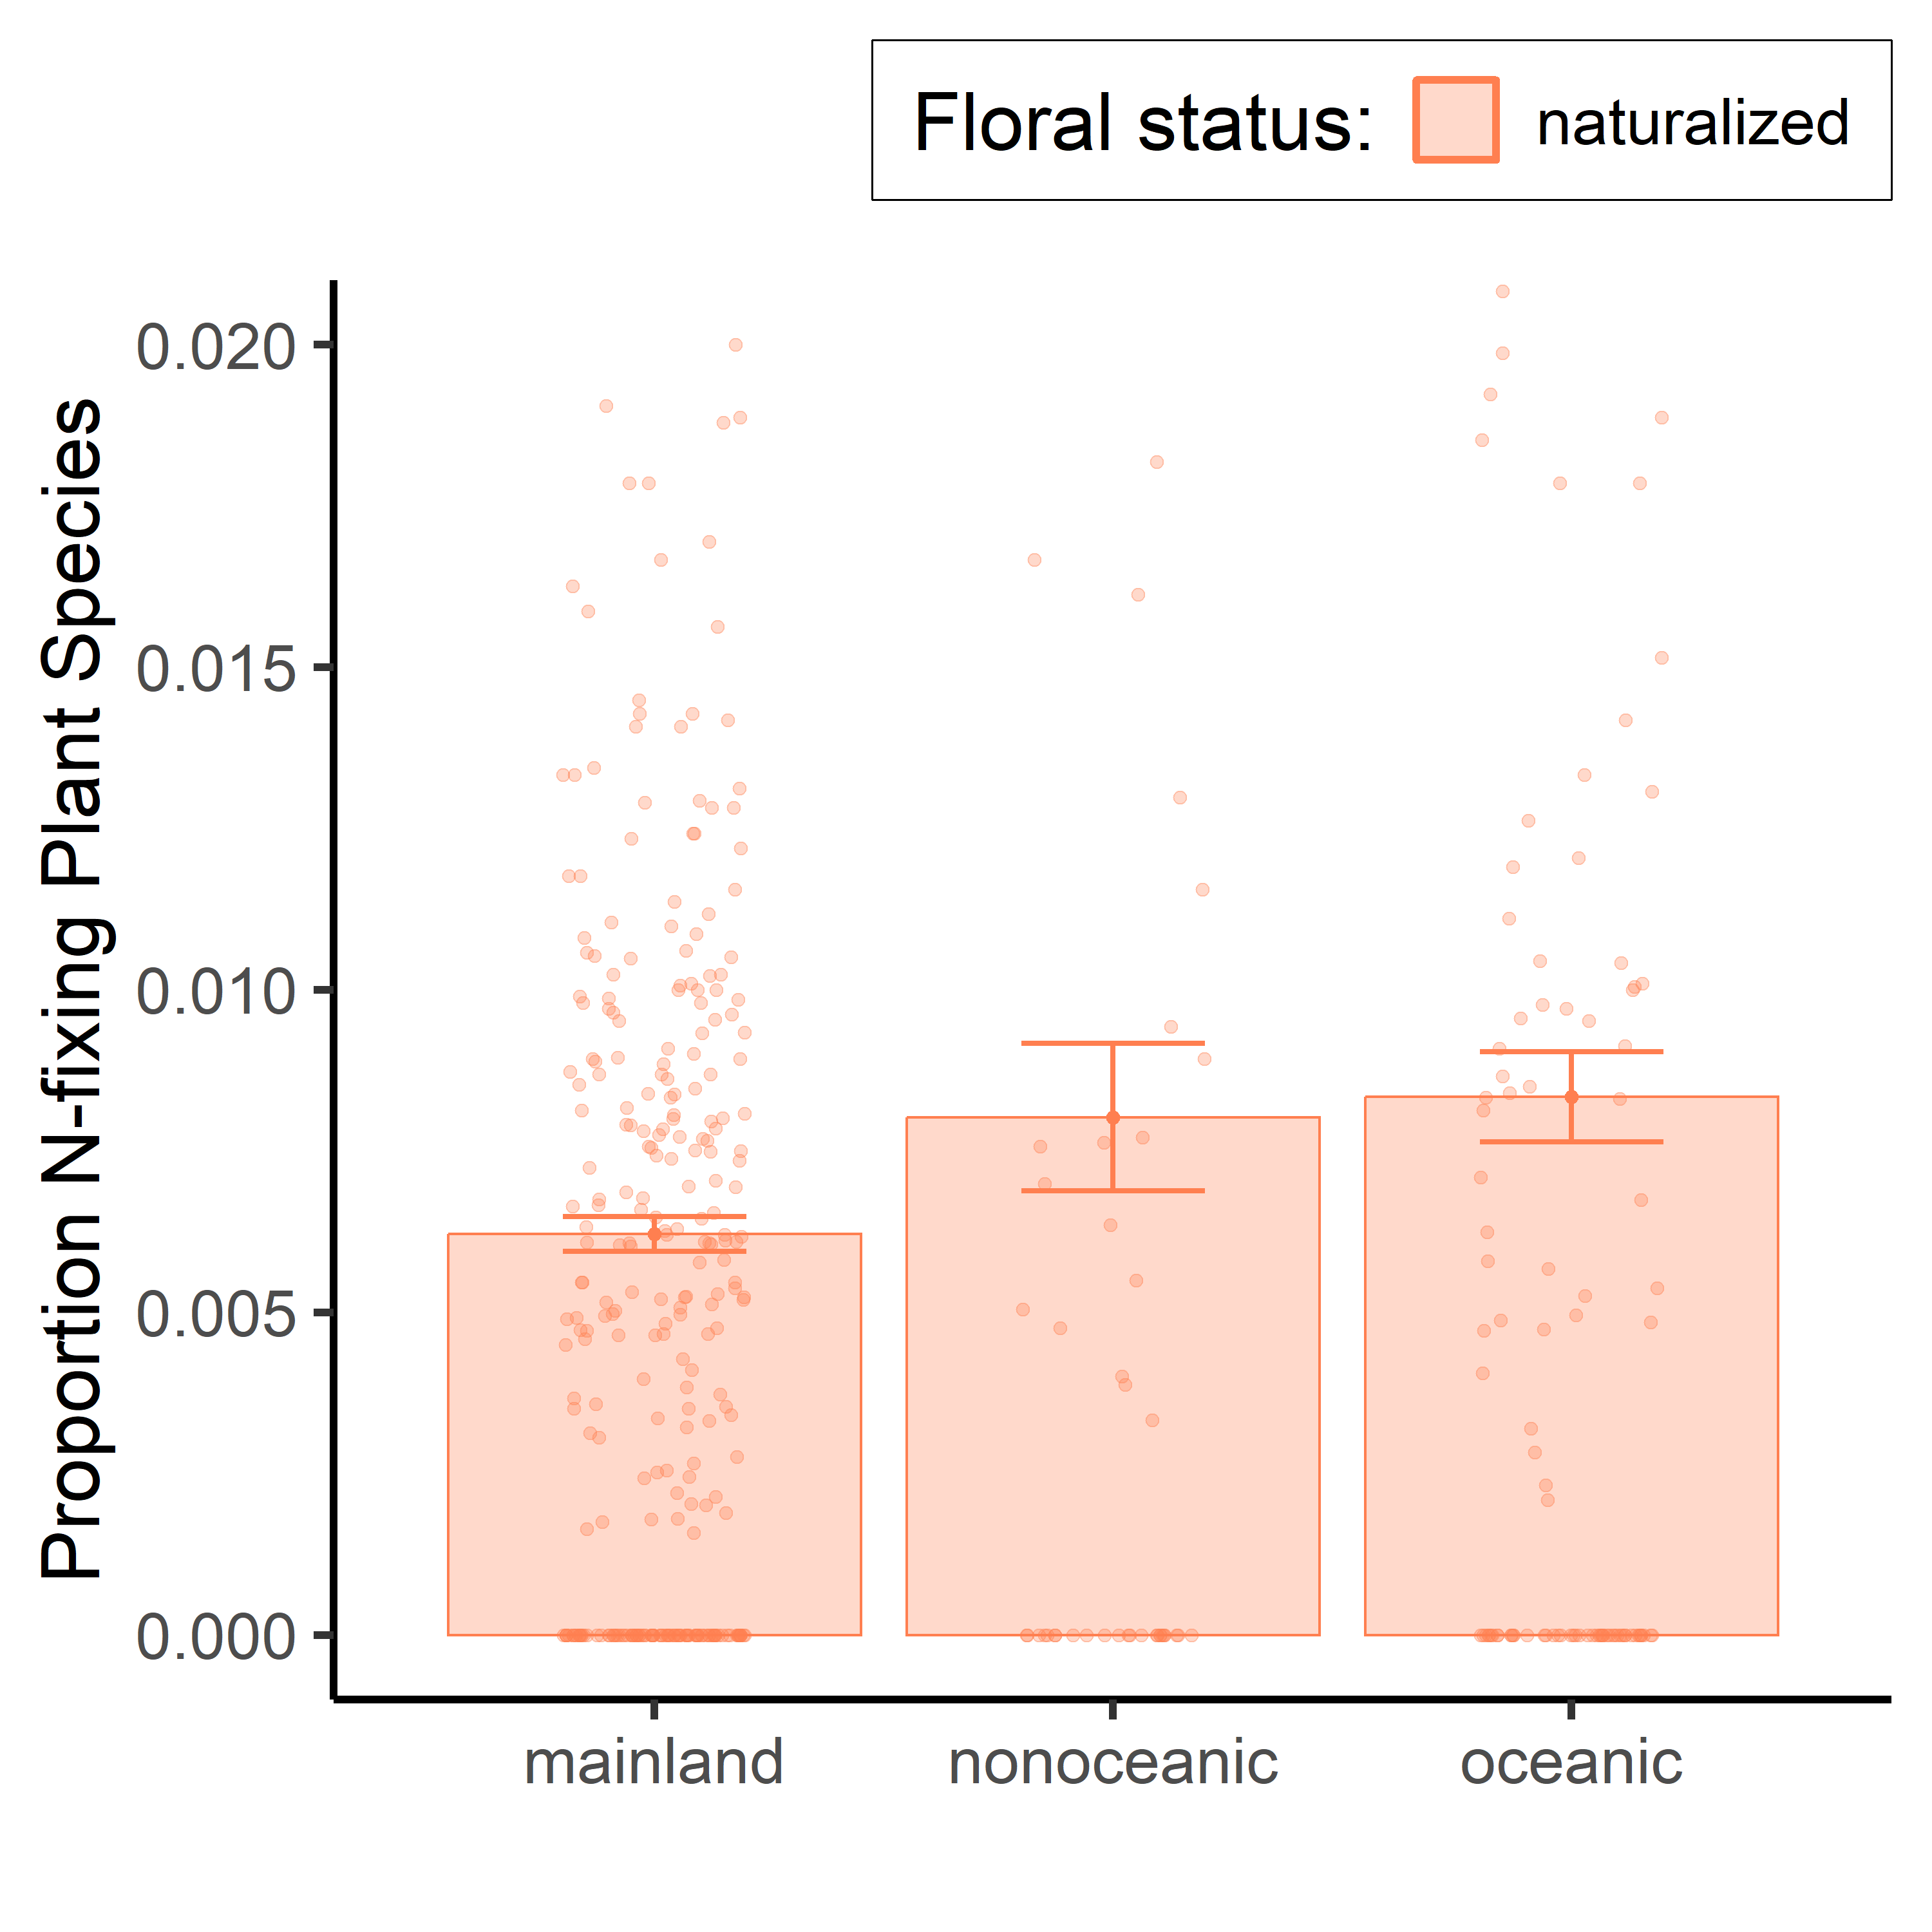 Floral status: naturalized
Proportion N-fixing Plant Species
0.020
0.015
0.010
0.005
0.000
mainland nonoceanic oceanic